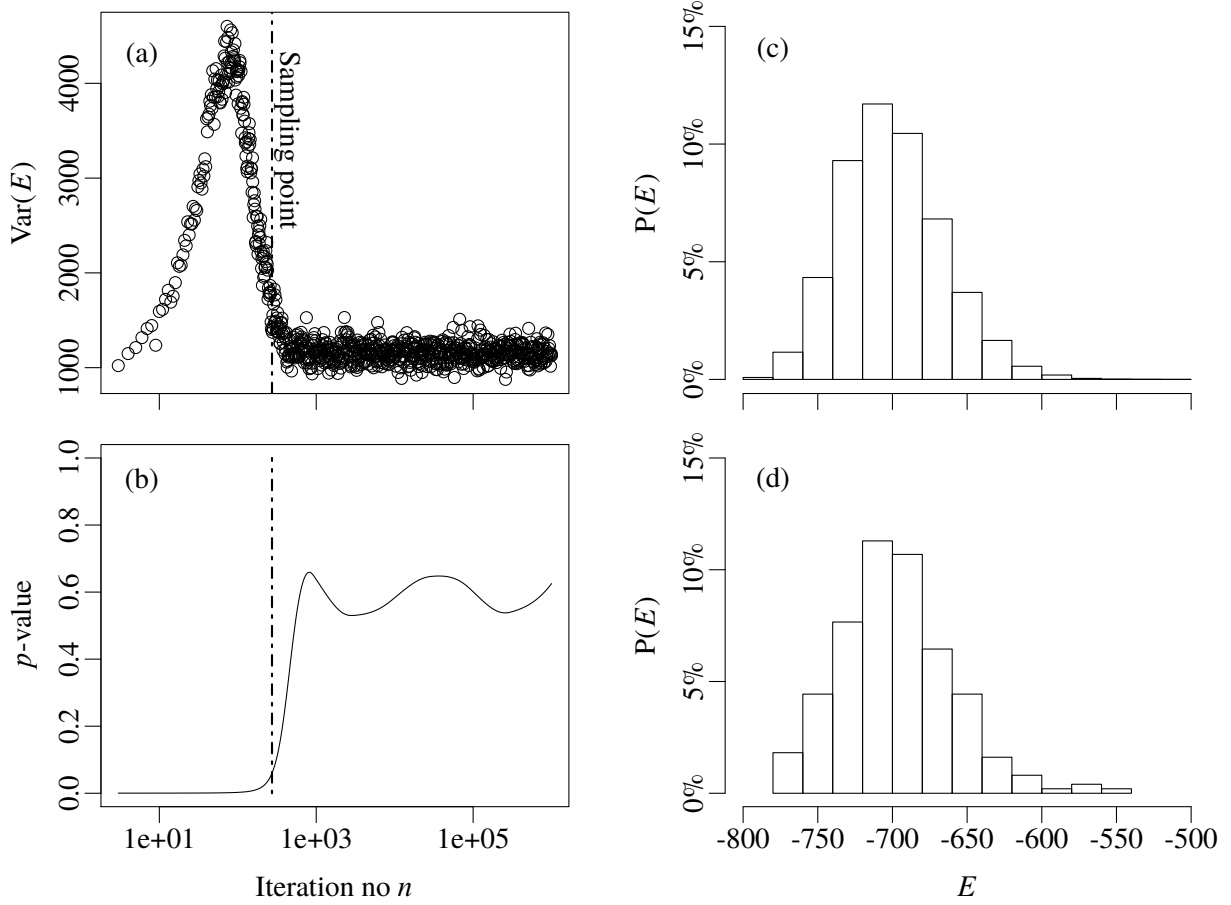 (a)
Sampling point
Var(E)
1000 2000 3000 4000
(b)
p-value
0.0 0.2 0.4 0.6 0.8 1.0
1e+01 1e+03 1e+05
Iteration no n
(c)
P(E)
0% 5% 10% 15%
(d)
P(E)
0% 5% 10% 15%
-800 -750 -700 -650 -600 -550 -500
E